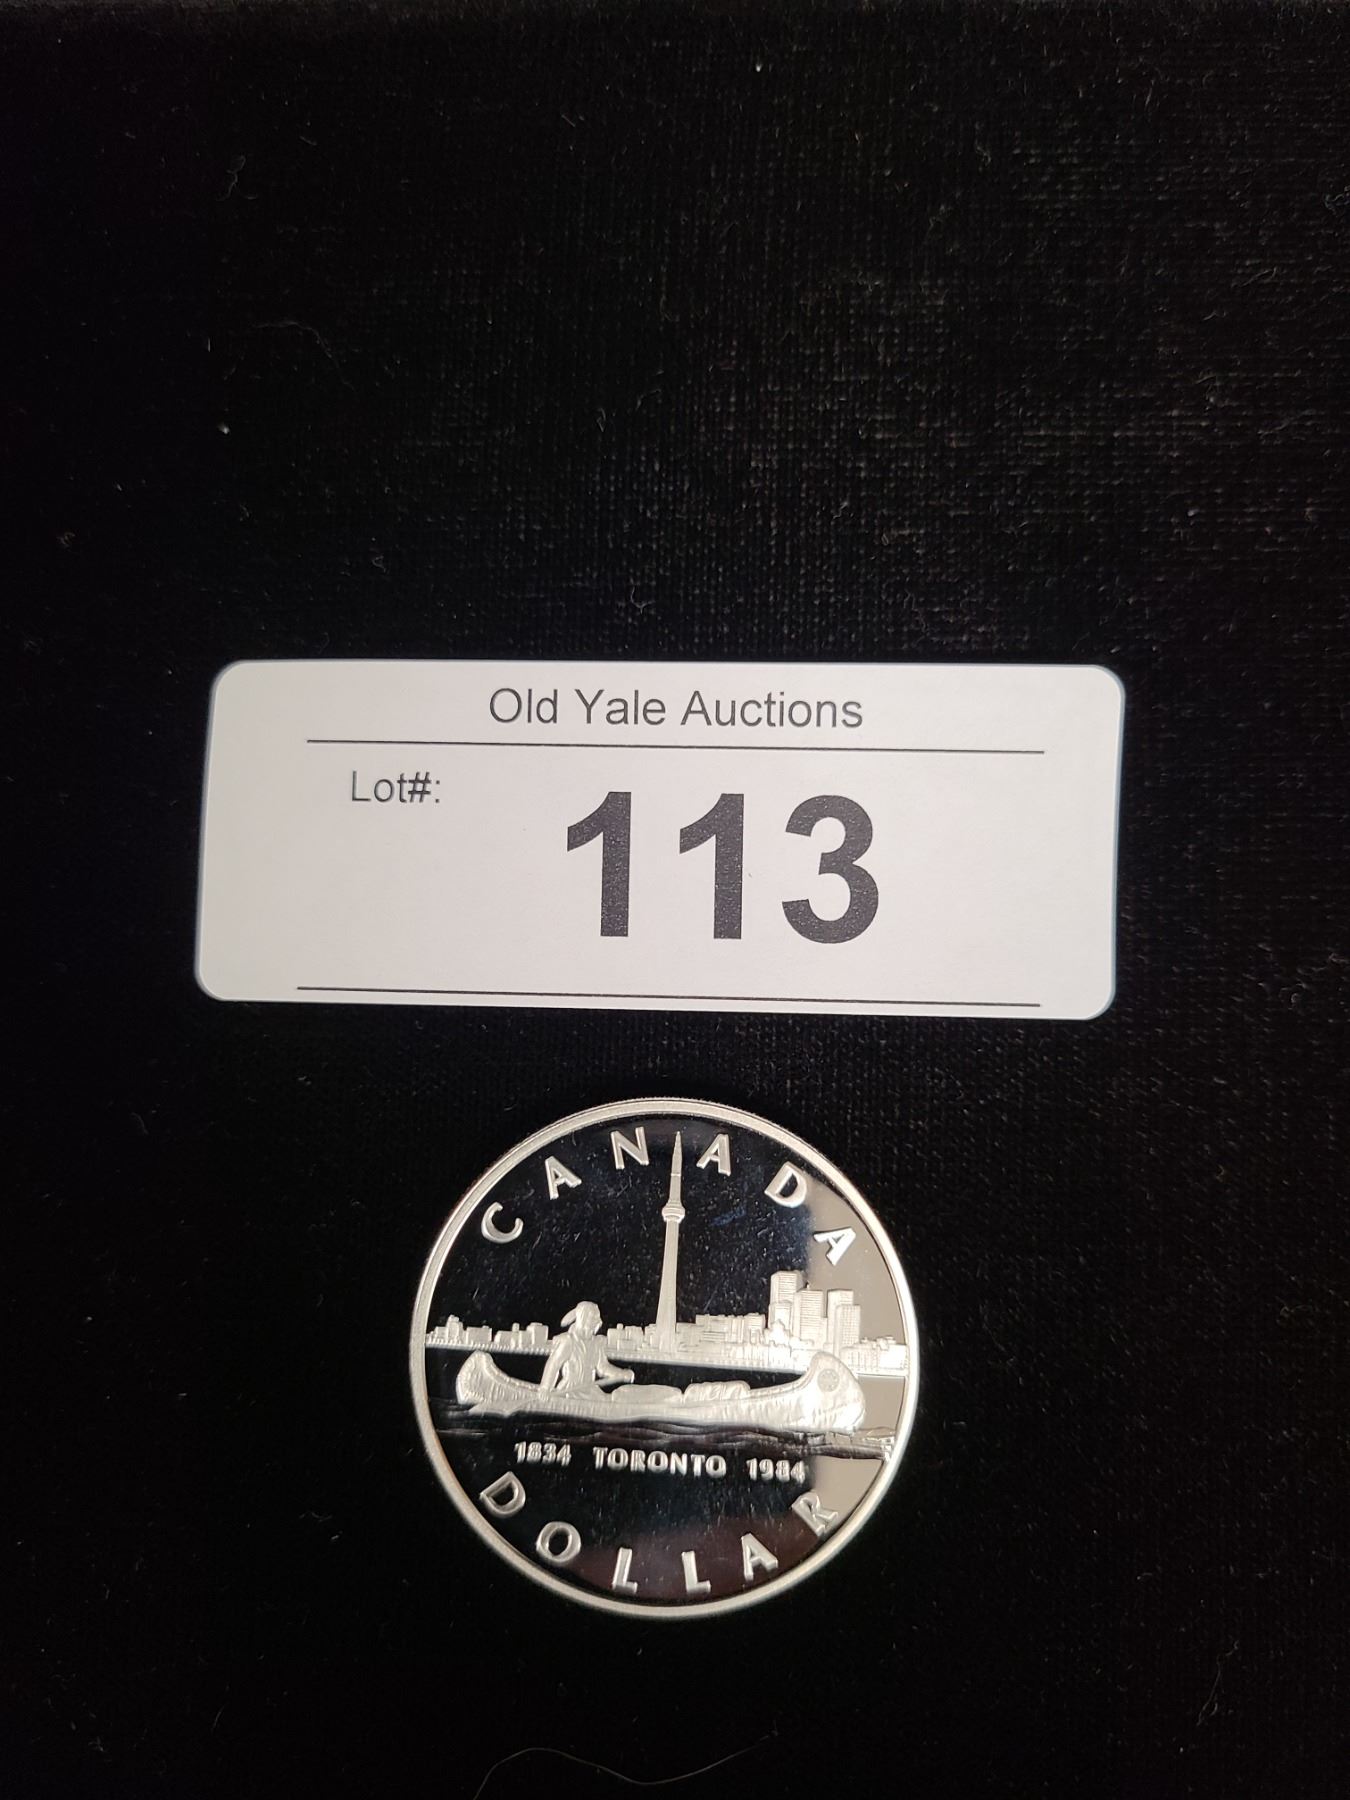 Old Yale Auctions
Lot#:
113
CANADA
1834 TORONTO 1984
DOLLAR